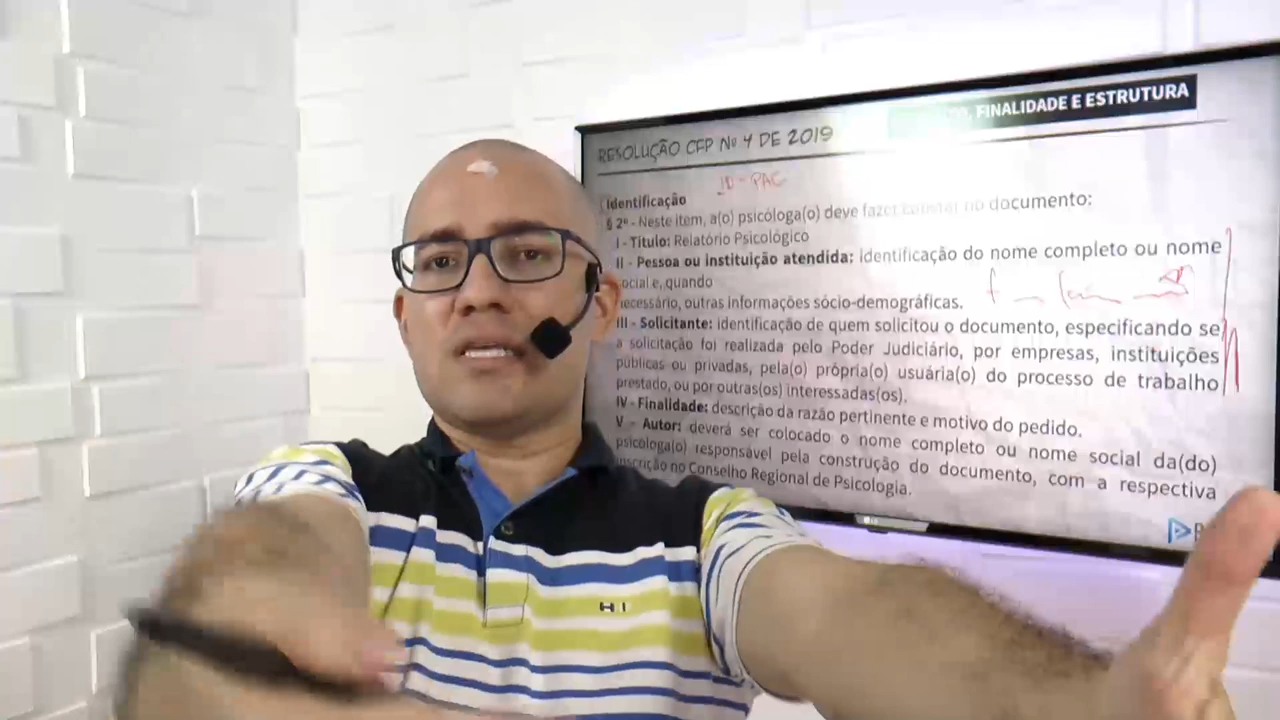 , FINALIDADE E ESTRUTURA
RESOLUÇÃO CFP Nº 4 DE 2019
ID - PAC
Identificação
§ 2º - Neste item, a(o) psicóloga(o) deve fazer constar no documento:
I - Título: Relatório Psicológico
II - Pessoa ou instituição atendida: identificação do nome completo ou nome
social e, quando
necessário, outras informações sócio-demográficas.
III - Solicitante: identificação de quem solicitou o documento, especificando se
a solicitação foi realizada pelo Poder Judiciário, por empresas, instituições
públicas ou privadas, pela(o) própria(o) usuária(o) do processo de trabalho
prestado, ou por outras(os) interessadas(os).
IV - Finalidade: descrição da razão pertinente e motivo do pedido.
V - Autor: deverá ser colocado o nome completo ou nome social da(do)
psicóloga(o) responsável pela construção do documento, com a respectiva
inscrição no Conselho Regional de Psicologia.
LG